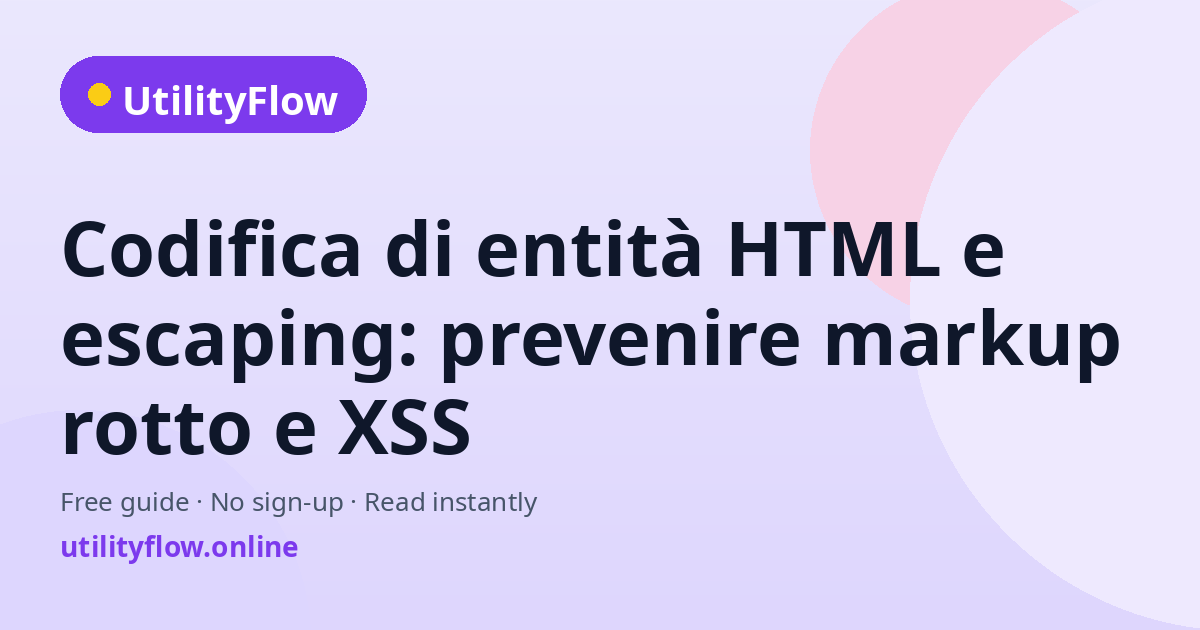 UtilityFlow
Codifica di entità HTML e
escaping: prevenire markup
rotto e XSS
Free guide · No sign-up · Read instantly
utilityflow.online